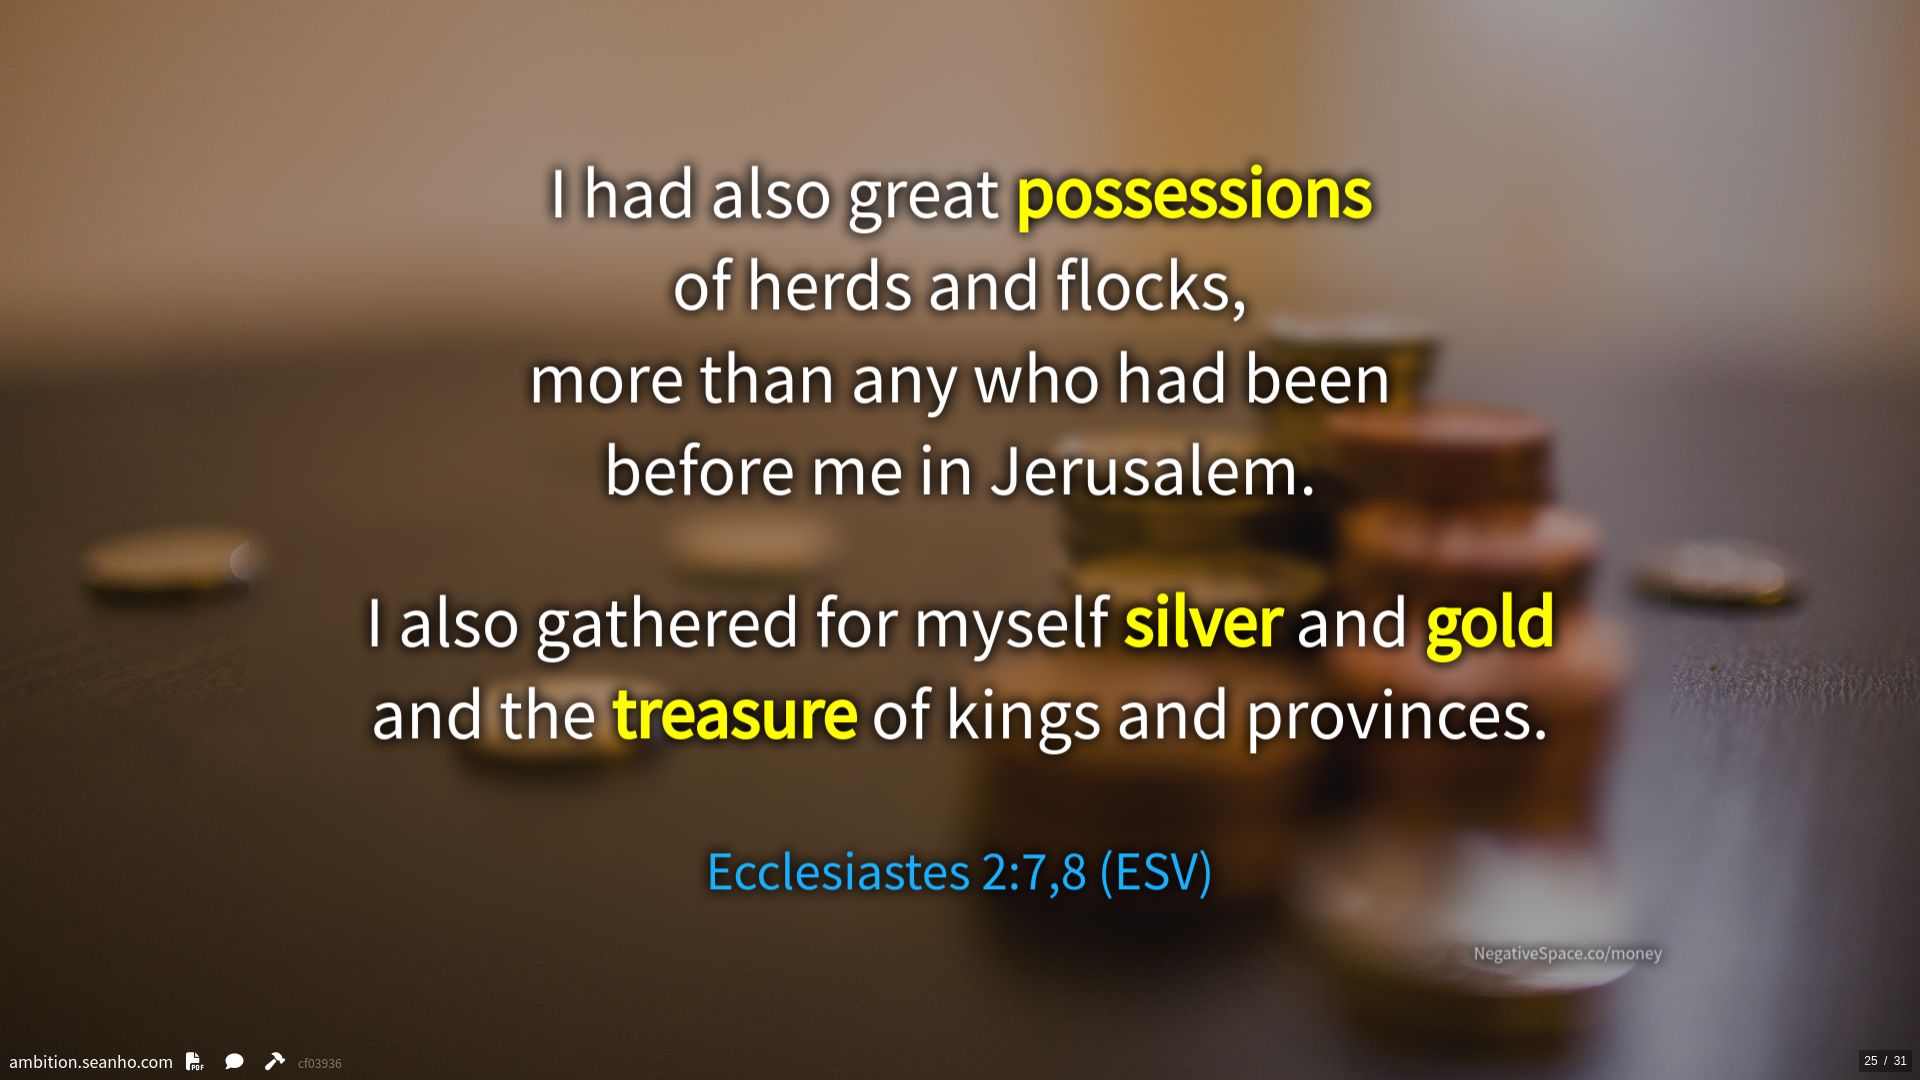 I had also great possessions
of herds and flocks,
more than any who had been
before me in Jerusalem.
I also gathered for myself silver and gold
and the treasure of kings and provinces.
Ecclesiastes 2:7,8 (ESV)
NegativeSpace.co/money
ambition.seanho.com PDF cf03936
25 / 31